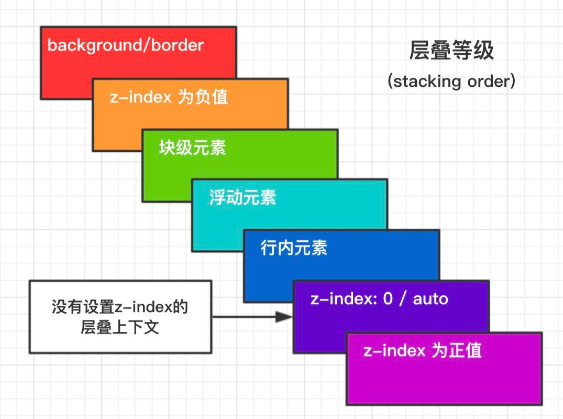 background/border
层叠等级
(stacking order)
z-index 为负值
块级元素
浮动元素
行内元素
没有设置z-index的
层叠上下文
z-index: 0 / auto
z-index 为正值